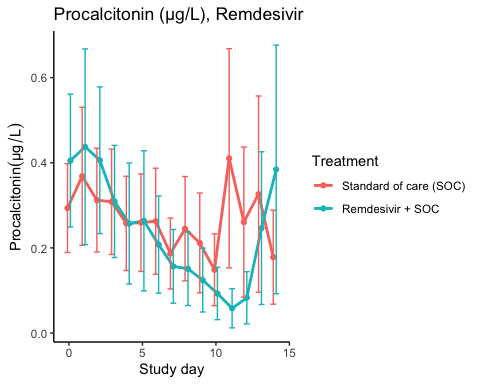 Procalcitonin (µg/L), Remdesivir
Procalcitonin(µg/L)
0.6
0.4
0.2
0.0
0
5
10
15
Study day
Treatment
Standard of care (SOC)
Remdesivir + SOC